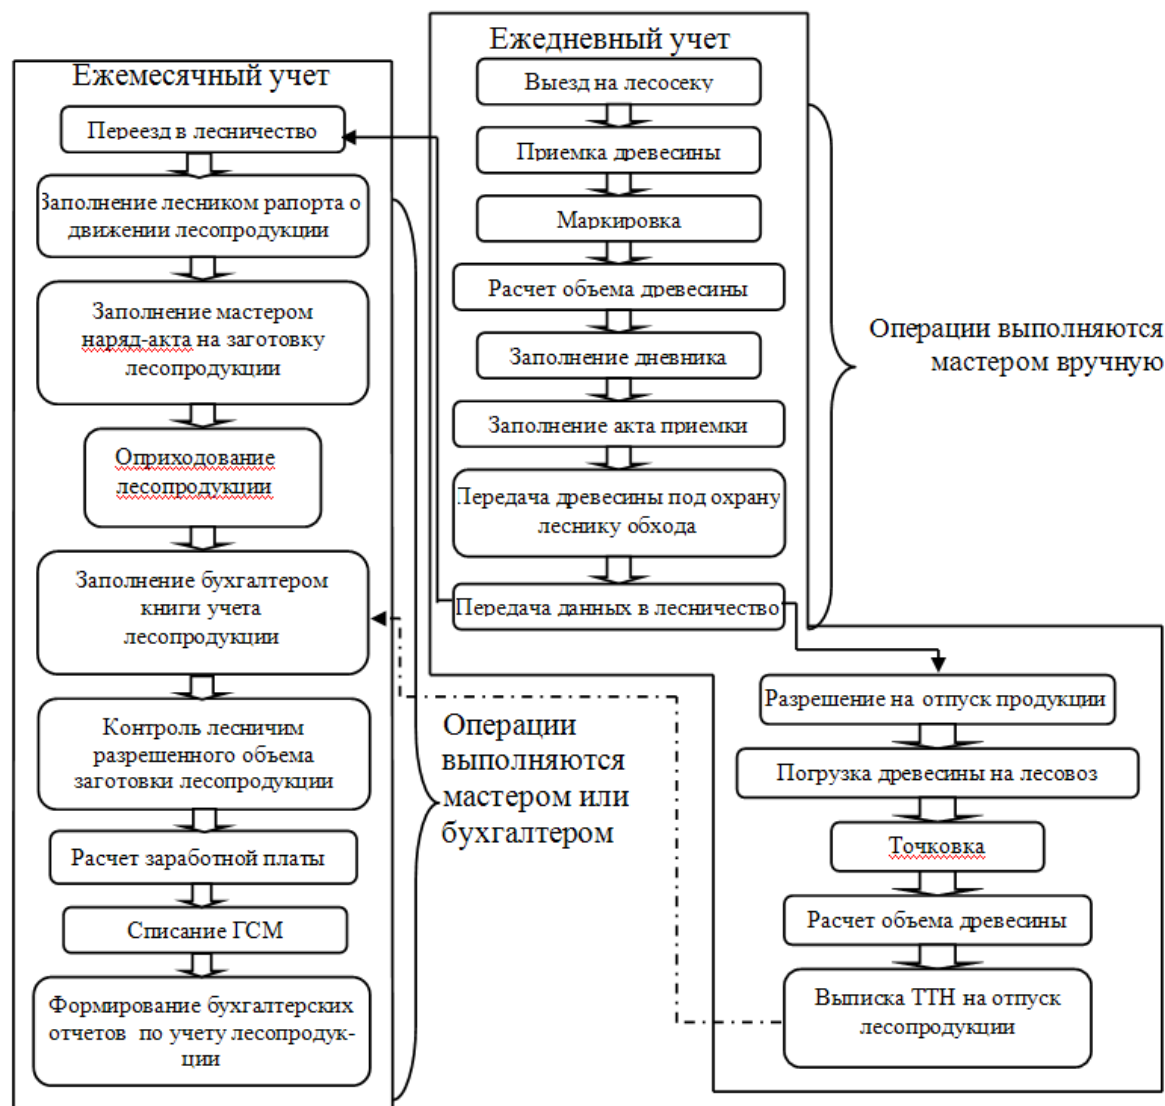 Ежемесячный учет
Переезд в лесничество
Заполнение лесником рапорта о
движении лесопродукции
Заполнение мастером
наряд-акта на заготовку
лесопродукции
Оприходование
лесопродукции
Заполнение бухгалтером
книги учета
лесопродукции
Контроль лесничим
разрешенного объема
заготовки лесопродукции
Расчет заработной платы
Списание ГСМ
Формирование бухгалтерских
отчетов по учету лесопродук-
ции
Ежедневный учет
Выезд на лесосеку
Приемка древесины
Маркировка
Расчет объема древесины
Заполнение дневника
Заполнение акта приемки
Передача древесины под охрану
леснику обхода
Передача данных в лесничество
Операции выполняются
мастером вручную
Операции
выполняются
мастером или
бухгалтером
Разрешение на отпуск продукции
Погрузка древесины на лесовоз
Точковка
Расчет объема древесины
Выписка ТТН на отпуск
лесопродукции